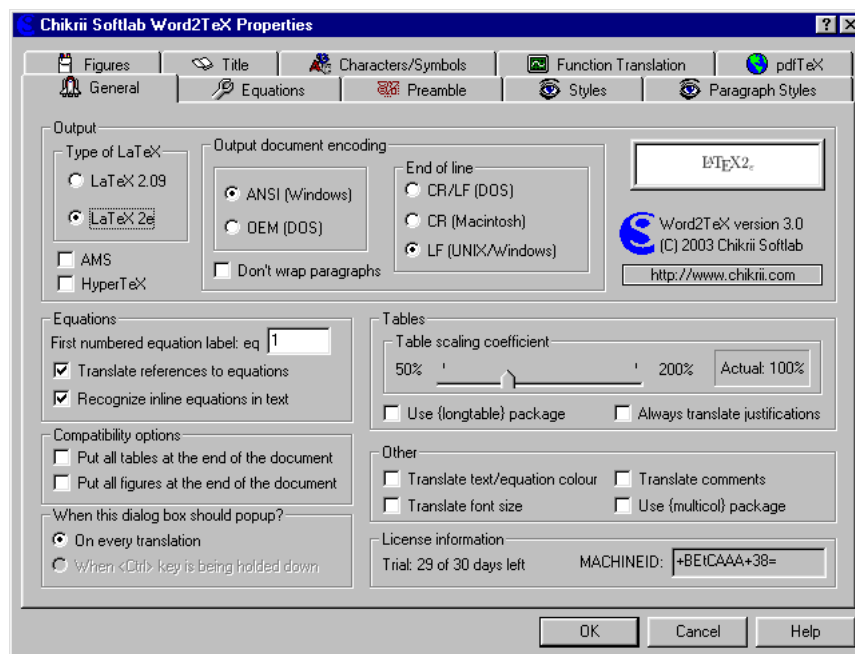 Chikrii Softlab Word2TeX Properties
Figures Title Characters/Symbols Function Translation pdfTeX
General Equations Preamble Styles Paragraph Styles
Output
Type of LaTeX
LaTeX 2.09
LaTeX 2e
AMS
HyperTeX
Output document encoding
ANSI (Windows)
OEM (DOS)
Don't wrap paragraphs
End of line
CR/LF (DOS)
CR (Macintosh)
LF (UNIX/Windows)
LATEX2ε
Word2TeX version 3.0
(C) 2003 Chikrii Softlab
http://www.chikrii.com
Equations
First numbered equation label: eq 1
Translate references to equations
Recognize inline equations in text
Tables
Table scaling coefficient
50% 200% Actual: 100%
Use {longtable} package Always translate justifications
Compatibility options
Put all tables at the end of the document
Put all figures at the end of the document
Other
Translate text/equation colour Translate comments
Translate font size Use {multicol} package
When this dialog box should popup?
On every translation
When <Ctrl> key is being holded down
License information
Trial: 29 of 30 days left MACHINEID: +BEtCAAA+38=
OK Cancel Help